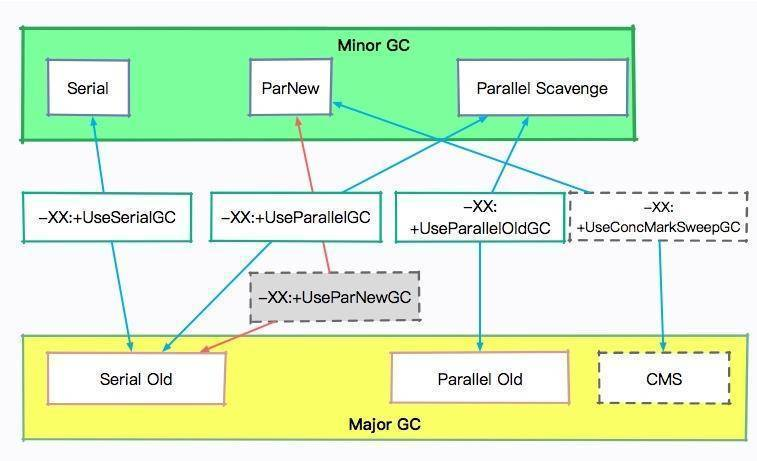 Minor GC
Serial
ParNew
Parallel Scavenge
-XX:+UseSerialGC
-XX:+UseParallelGC
-XX:
+UseParallelOldGC
-XX:
+UseConcMarkSweepGC
-XX:+UseParNewGC
Serial Old
Parallel Old
CMS
Major GC